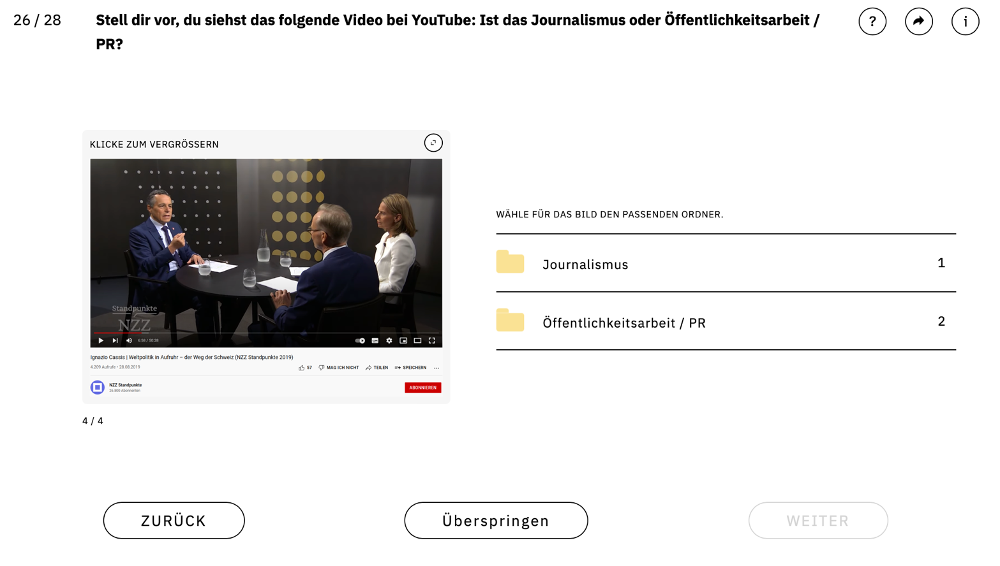 26 / 28
Stell dir vor, du siehst das folgende Video bei YouTube: Ist das Journalismus oder Öffentlichkeitsarbeit /
PR?
?
i
KLICKE ZUM VERGRÖSSERN
Standpunkte
NZZ
6:58 / 50:28
Ignazio Cassis | Weltpolitik in Aufruhr – der Weg der Schweiz (NZZ Standpunkte 2019)
4.209 Aufrufe • 28.08.2019
57 MAG ICH NICHT TEILEN SPEICHERN ...
NZZ Standpunkte
26.800 Abonnenten
ABONNIEREN
4 / 4
WÄHLE FÜR DAS BILD DEN PASSENDEN ORDNER.
Journalismus 1
Öffentlichkeitsarbeit / PR 2
ZURÜCK
Überspringen
WEITER